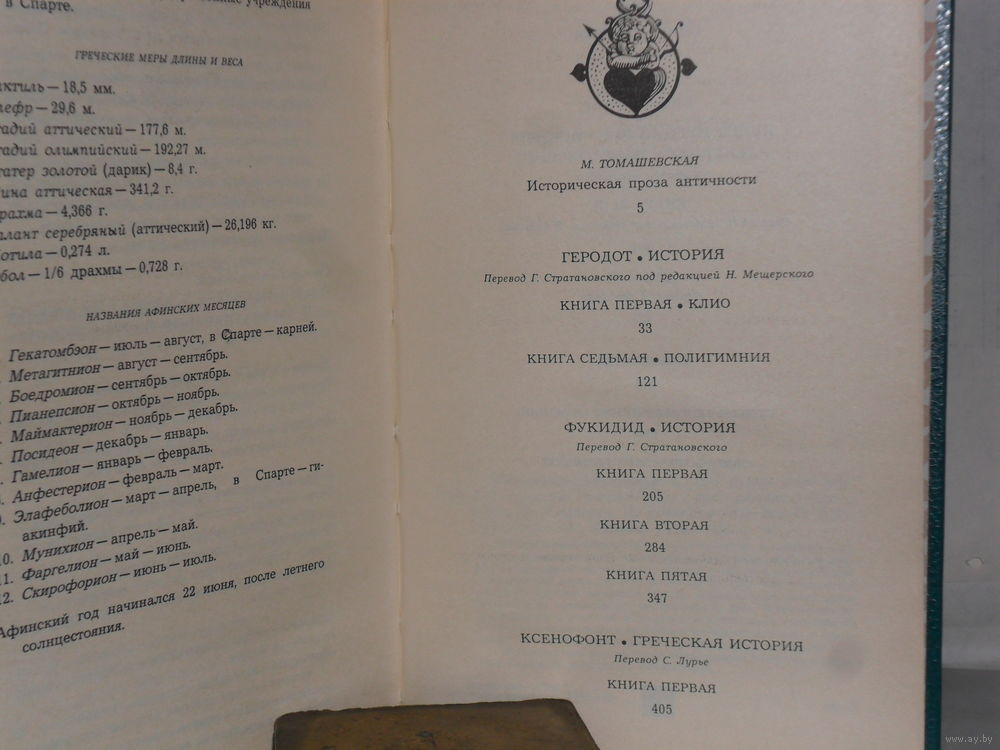 учреждения
в Спарте.
ГРЕЧЕСКИЕ МЕРЫ ДЛИНЫ И ВЕСА
ктиль — 18,5 мм.
ефр — 29,6 м.
адий аттический — 177,6 м.
адий олимпийский — 192,27 м.
атер золотой (дарик) — 8,4 г.
ина аттическая — 341,2 г.
рахма — 4,366 г.
алант серебряный (аттический) — 26,196 кг.
отила — 0,274 л.
бол — 1/6 драхмы — 0,728 г.
НАЗВАНИЯ АФИНСКИХ МЕСЯЦЕВ
Гекатомбэон — июль — август, в Спарте — карней.
Метагитнион — август — сентябрь.
Боедромион — сентябрь — октябрь.
Пианепсион — октябрь — ноябрь.
Маймактерион — ноябрь — декабрь.
Посидеон — декабрь — январь.
Гамелион — январь — февраль.
Анфестерион — февраль — март.
Элафеболион — март — апрель, в Спарте — ги-
акинфий.
10. Мунихион — апрель — май.
11. Фаргелион — май — июнь.
12. Скирофорион — июнь — июль.
Афинский год начинался 22 июня, после летнего
солнцестояния.
М. ТОМАШЕВСКАЯ
Историческая проза античности
5
ГЕРОДОТ • ИСТОРИЯ
Перевод Г. Стратановского под редакцией Н. Мещерского
КНИГА ПЕРВАЯ • КЛИО
33
КНИГА СЕДЬМАЯ • ПОЛИГИМНИЯ
121
ФУКИДИД • ИСТОРИЯ
Перевод Г. Стратановского
КНИГА ПЕРВАЯ
205
КНИГА ВТОРАЯ
284
КНИГА ПЯТАЯ
347
КСЕНОФОНТ • ГРЕЧЕСКАЯ ИСТОРИЯ
Перевод С. Лурье
КНИГА ПЕРВАЯ
405
www.ay.by